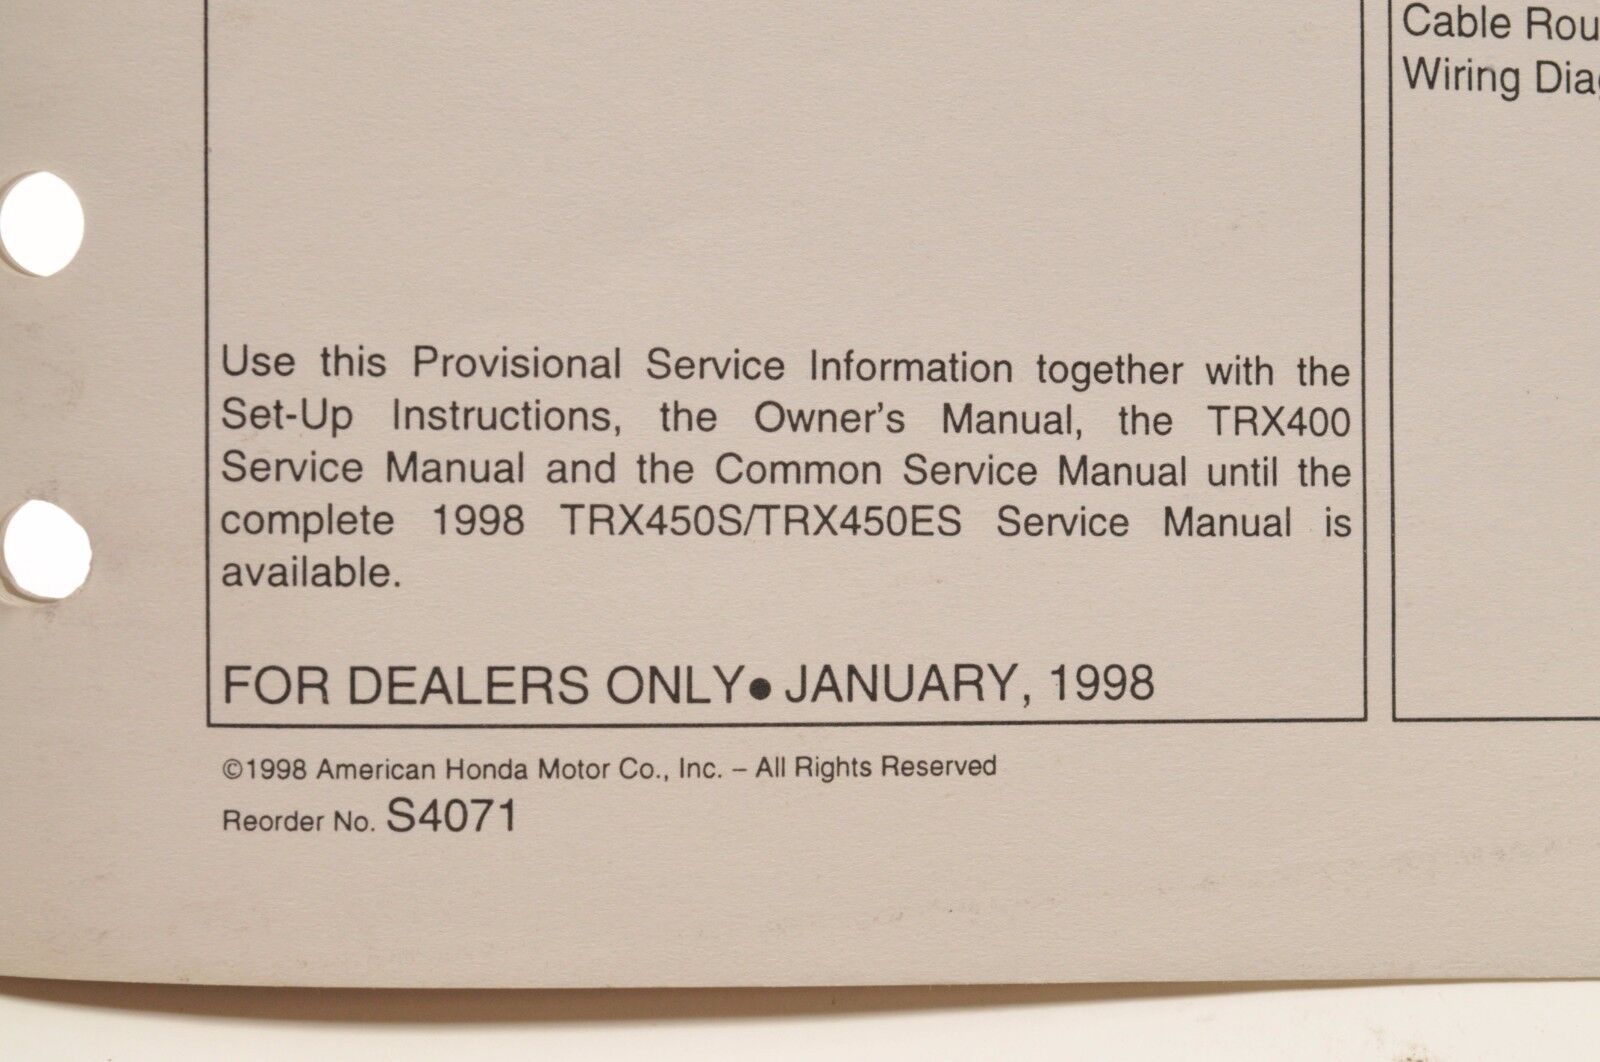 Cable
Wiring
Use this Provisional Service Information together with the
Set-Up Instructions, the Owner's Manual, the TRX400
Service Manual and the Common Service Manual until the
complete 1998 TRX450S/TRX450ES Service Manual is
available.
FOR DEALERS ONLY● JANUARY, 1998
©1998 American Honda Motor Co., Inc. – All Rights Reserved
Reorder No. S4071